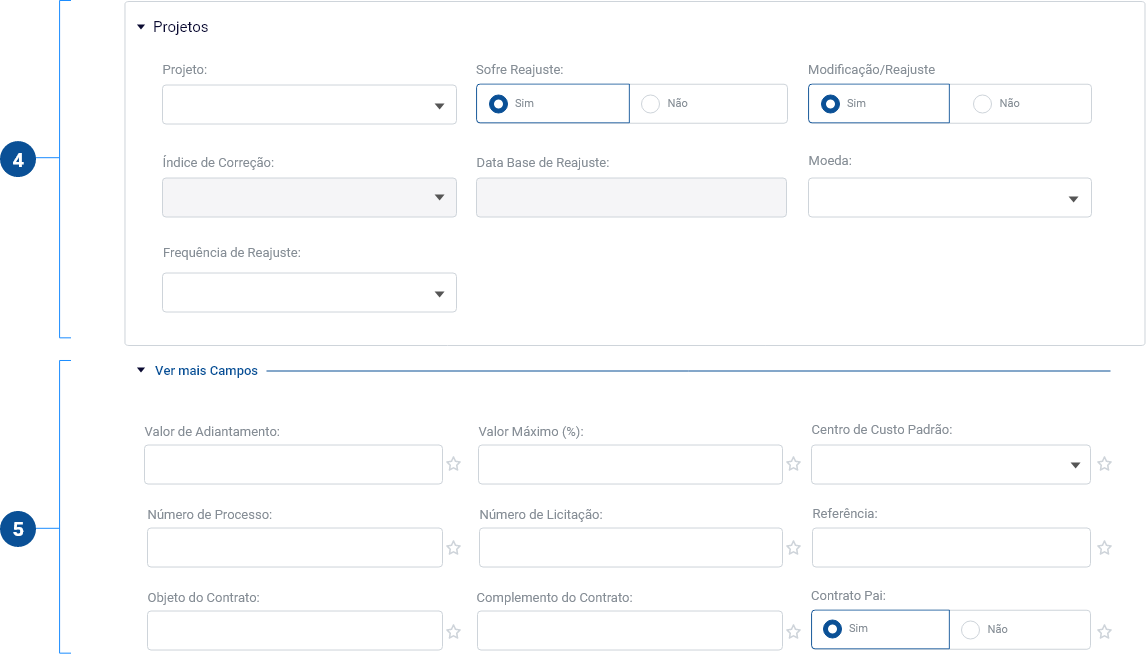 Projetos
Projeto:
Sofre Reajuste:
Modificação/Reajuste
Sim
Não
Sim
Não
4
Índice de Correção:
Data Base de Reajuste:
Moeda:
Frequência de Reajuste:
Ver mais Campos
Valor de Adiantamento:
Valor Máximo (%):
Centro de Custo Padrão:
Número de Processo:
Número de Licitação:
Referência:
5
Objeto do Contrato:
Complemento do Contrato:
Contrato Pai:
Sim
Não